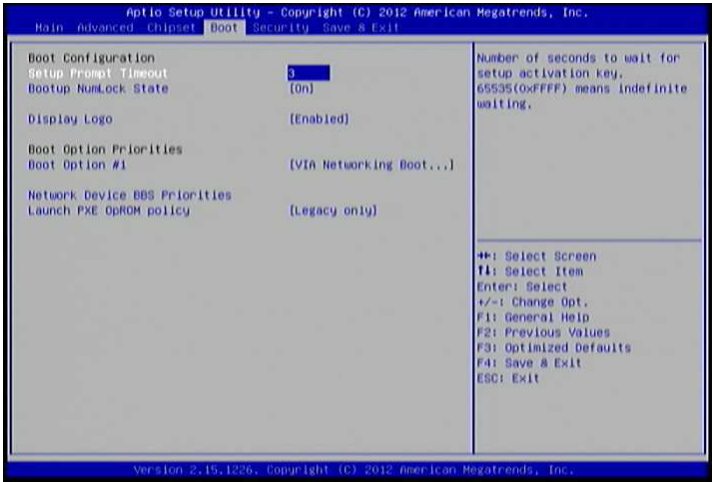 Aptio Setup Utility – Copyright (C) 2012 American Megatrends, Inc.
Main Advanced Chipset Boot Security Save & Exit
Boot Configuration
Setup Prompt Timeout 3
Bootup NumLock State [On]
Display Logo [Enabled]
Boot Option Priorities
Boot Option #1 [VIA Networking Boot...]
Network Device BBS Priorities
Launch PXE OpROM policy [Legacy only]
Number of seconds to wait for
setup activation key.
65535(0xFFFF) means indefinite
waiting.
→←: Select Screen
↑↓: Select Item
Enter: Select
+/-: Change Opt.
F1: General Help
F2: Previous Values
F3: Optimized Defaults
F4: Save & Exit
ESC: Exit
Version 2.15.1226. Copyright (C) 2012 American Megatrends, Inc.